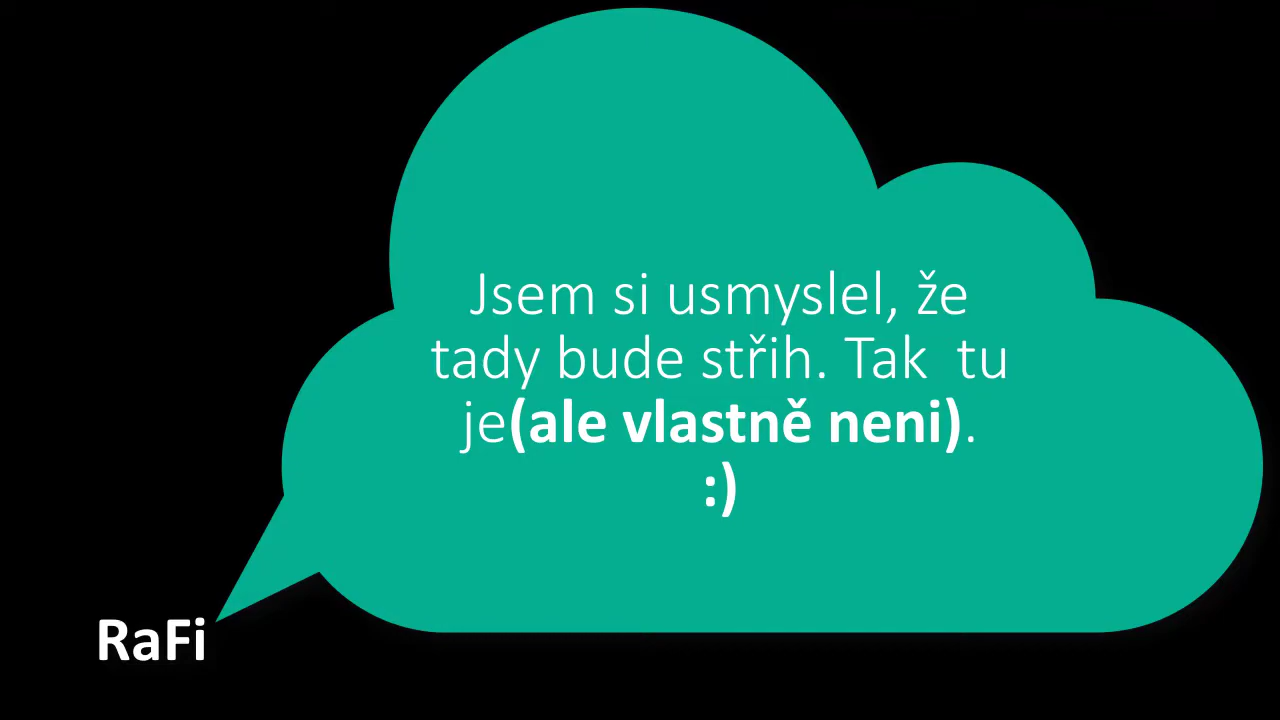 Jsem si usmyslel, že
tady bude střih. Tak  tu
je(ale vlastně neni).
:)
RaFi